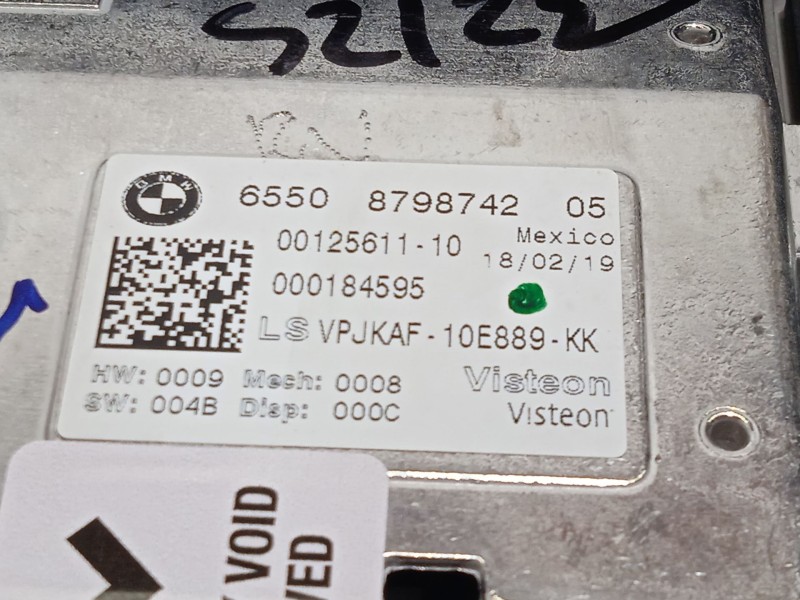 S2122
BMW
6550 8798742 05
00125611-10 Mexico
18/02/19
000184595
LS VPJKAF-10E889-KK
HW: 0009 Mech: 0008 Visteon
SW: 004B Disp: 000C Visteon
VOID
VED